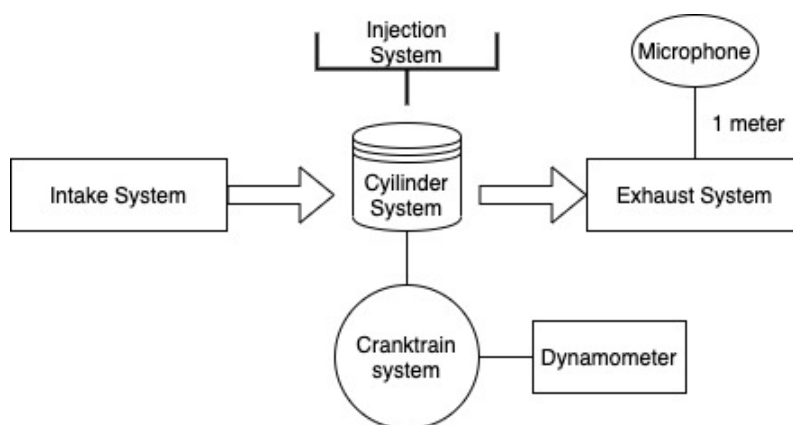 Injection
System
Microphone
1 meter
Intake System
Cyilinder
System
Exhaust System
Cranktrain
system
Dynamometer